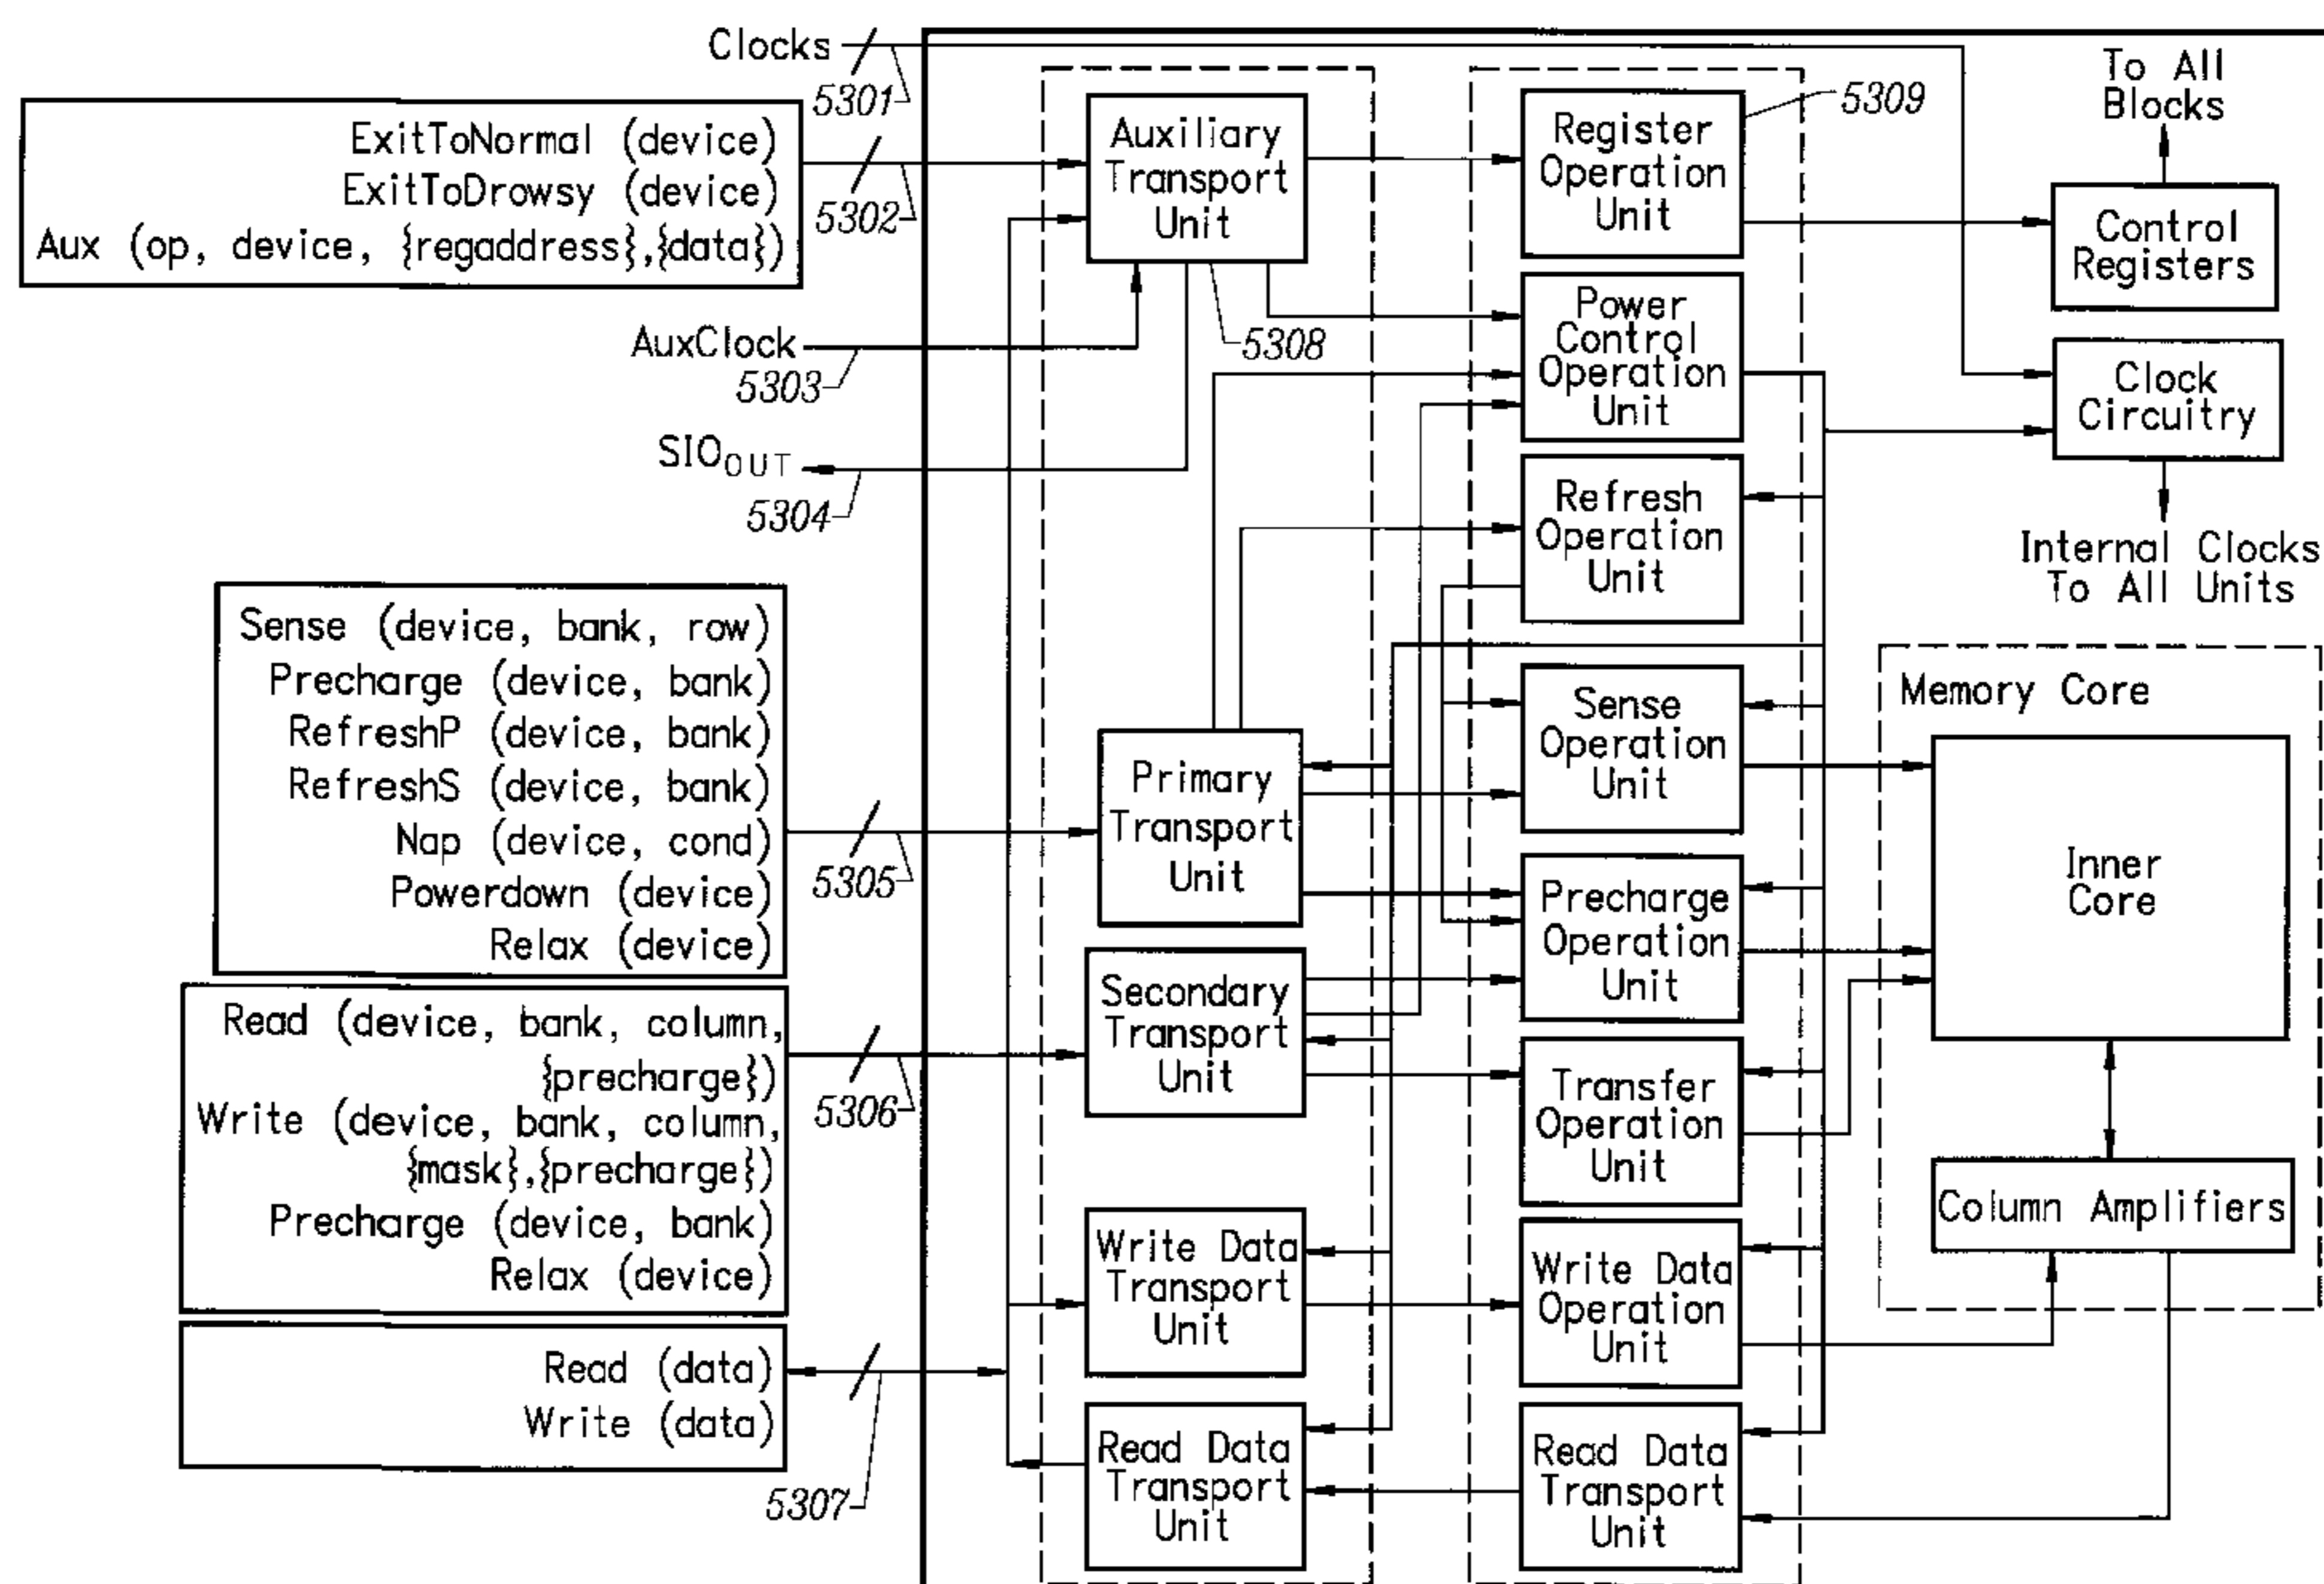 Clocks
5301
ExitToNormal (device)
ExitToDrowsy (device)
Aux (op, device, {regaddress},{data})
5302
AuxClock
5303
SIOOUT
5304
Sense (device, bank, row)
Precharge (device, bank)
RefreshP (device, bank)
RefreshS (device, bank)
Nap (device, cond)
Powerdown (device)
Relax (device)
5305
Read (device, bank, column,
{precharge})
Write (device, bank, column,
{mask},{precharge})
Precharge (device, bank)
Relax (device)
5306
Read (data)
Write (data)
5307
Auxiliary
Transport
Unit
5308
Primary
Transport
Unit
Secondary
Transport
Unit
Write Data
Transport
Unit
Read Data
Transport
Unit
Register
Operation
Unit
5309
Power
Control
Operation
Unit
Refresh
Operation
Unit
Sense
Operation
Unit
Precharge
Operation
Unit
Transfer
Operation
Unit
Write Data
Operation
Unit
Read Data
Transport
Unit
To All
Blocks
Control
Registers
Clock
Circuitry
Internal Clocks
To All Units
Memory Core
Inner
Core
Column Amplifiers